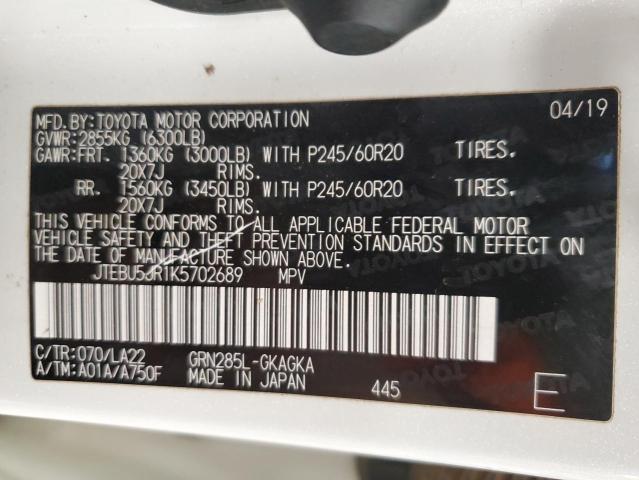 04/19
MFD.BY:TOYOTA MOTOR CORPORATION
GVWR:2855KG (6300LB)
GAWR:FRT. 1360KG (3000LB) WITH P245/60R20 TIRES.
20X7J RIMS.
RR. 1560KG (3450LB) WITH P245/60R20 TIRES.
20X7J RIMS.
THIS VEHICLE CONFORMS TO ALL APPLICABLE FEDERAL MOTOR
VEHICLE SAFETY AND THEFT PREVENTION STANDARDS IN EFFECT ON
THE DATE OF MANUFACTURE SHOWN ABOVE.
JTEBU5JR1K5702689 MPV
C/TR:070/LA22 GRN285L-GKAGKA
A/TM:A01A/A750F MADE IN JAPAN 445 E